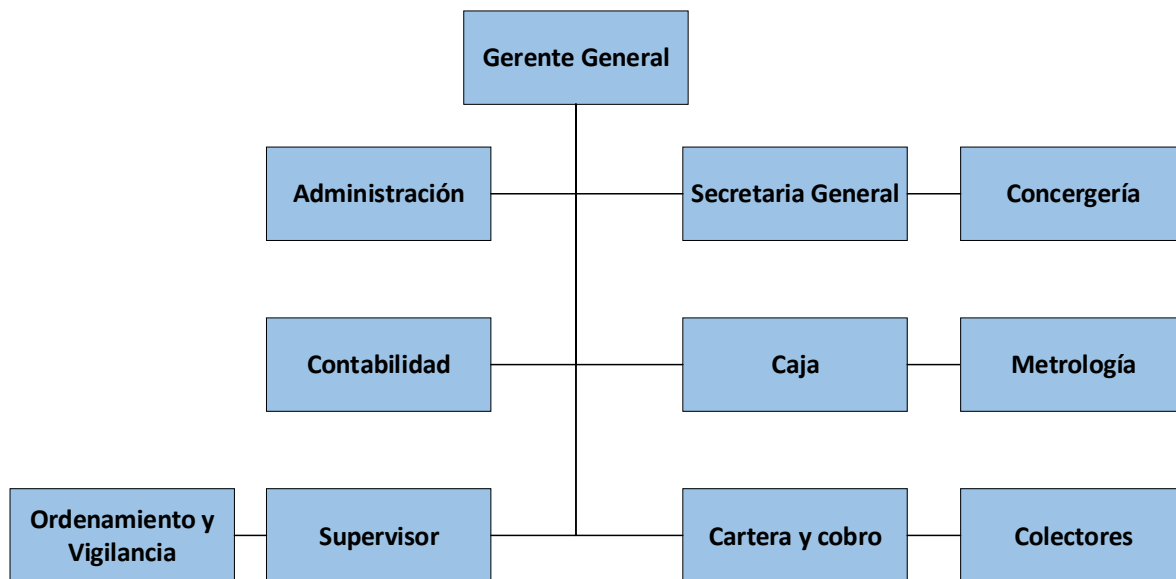 Gerente General
Administración
Secretaria General
Concergería
Contabilidad
Caja
Metrología
Ordenamiento y
Vigilancia
Supervisor
Cartera y cobro
Colectores